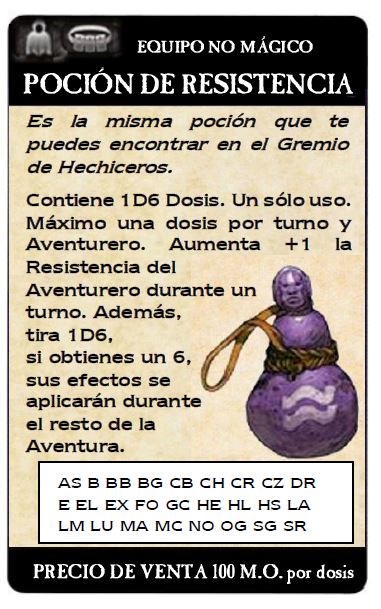 EQUIPO NO MÁGICO
POCIÓN DE RESISTENCIA
Es la misma poción que te
puedes encontrar en el Gremio
de Hechiceros.
Contiene 1D6 Dosis. Un sólo uso.
Máximo una dosis por turno y
Aventurero. Aumenta +1 la
Resistencia del
Aventurero durante un
turno. Además,
tira 1D6,
si obtienes un 6,
sus efectos se
aplicarán durante
el resto de la
Aventura.
AS B BB BG CB CH CR CZ DR
E EL EX FO GC HE HL HS LA
LM LU MA MC NO OG SG SR
PRECIO DE VENTA 100 M.O. por dosis